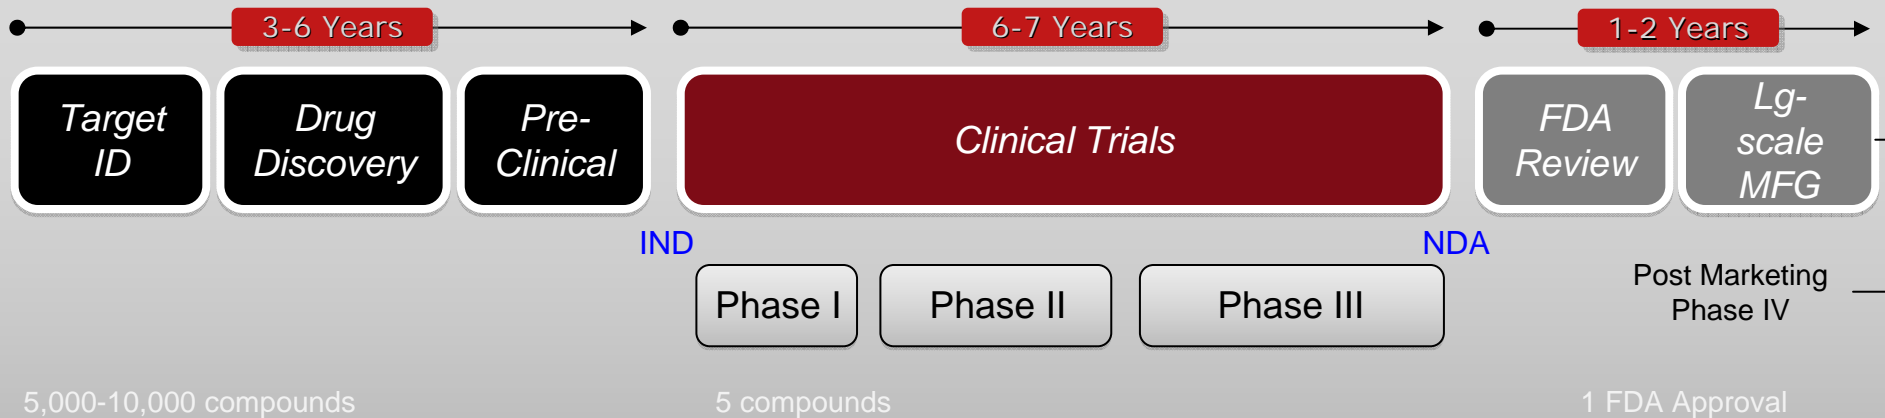 3-6 Years
6-7 Years
1-2 Years
Target
ID
Drug
Discovery
Pre-
Clinical
Clinical Trials
FDA
Review
Lg-
scale
MFG
IND
NDA
Phase I
Phase II
Phase III
Post Marketing
Phase IV
5,000-10,000 compounds
5 compounds
1 FDA Approval